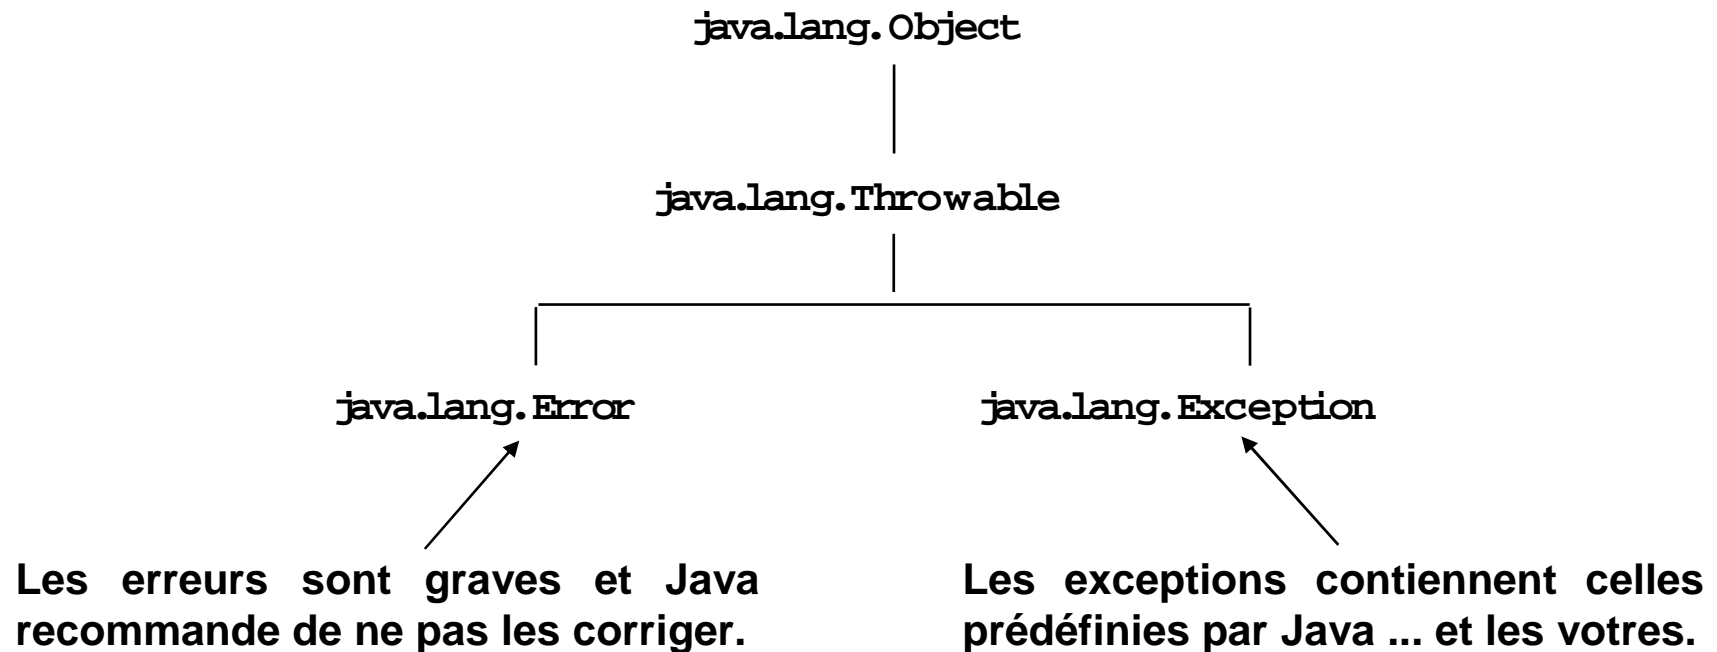 java.lang.Object
java.lang.Throwable
java.lang.Error
java.lang.Exception
Les erreurs sont graves et Java
recommande de ne pas les corriger.
Les exceptions contiennent celles
prédéfinies par Java ... et les votres.